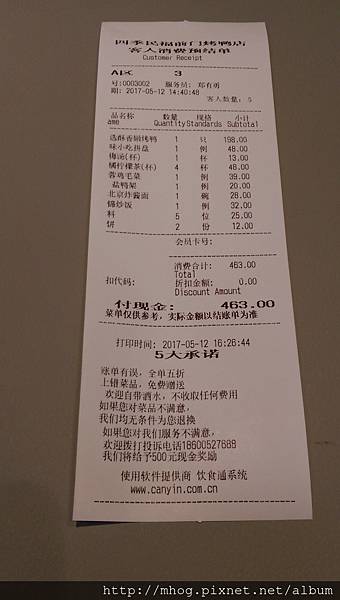 四季民福前门烤鸭店
客人消费预结单
Customer Receipt
A区 3
号:0003002 服务员: 郑有勇
期: 2017-05-12 14:40:48
客人数量: 5
品名称 数量 规格 小计
ame Quantity Standards Subtotal
选酥香嫩烤鸭 1 只 198.00
味小吃拼盘 1 例 48.00
梅汤(杯) 1 杯 13.00
橘柠檬茶(杯) 4 杯 48.00
蓉鸡毛菜 1 例 39.00
盐鸭架 1 例 20.00
北京炸酱面 1 碗 28.00
锦炒饭 1 例 32.00
料 5 位 25.00
饼 2 份 12.00
会员卡号:
消费合计: 463.00
Total
扣代码: 折扣金额: 0.00
Discount Amount
付现金: 463.00
菜单仅供参考, 实际金额以结账单为准
打印时间: 2017-05-12 16:26:44
5大承诺
账单有误, 全单五折
上错菜品, 免费赠送
欢迎自带酒水, 不收取任何费用
如果您对菜品不满意,
我们均无条件为您退换
如果您对我们服务不满意,
欢迎拨打投诉电话18600527689
我们将给予500元现金奖励
使用软件提供商 饮食通系统
www.canyin.com.cn
http://mhog.pixnet.net/album